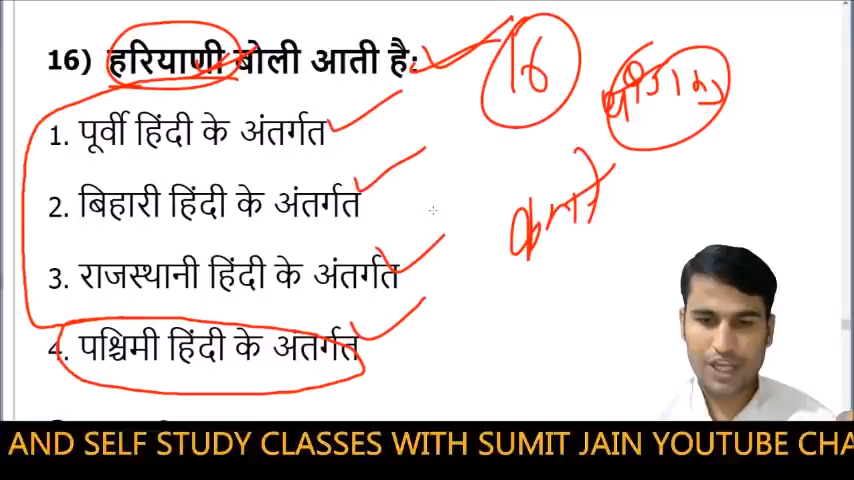 16) हरियाणी बोली आती है:
16
1. पूर्वी हिंदी के अंतर्गत
2. बिहारी हिंदी के अंतर्गत
3. राजस्थानी हिंदी के अंतर्गत
4. पश्चिमी हिंदी के अंतर्गत
AND SELF STUDY CLASSES WITH SUMIT JAIN YOUTUBE CHA